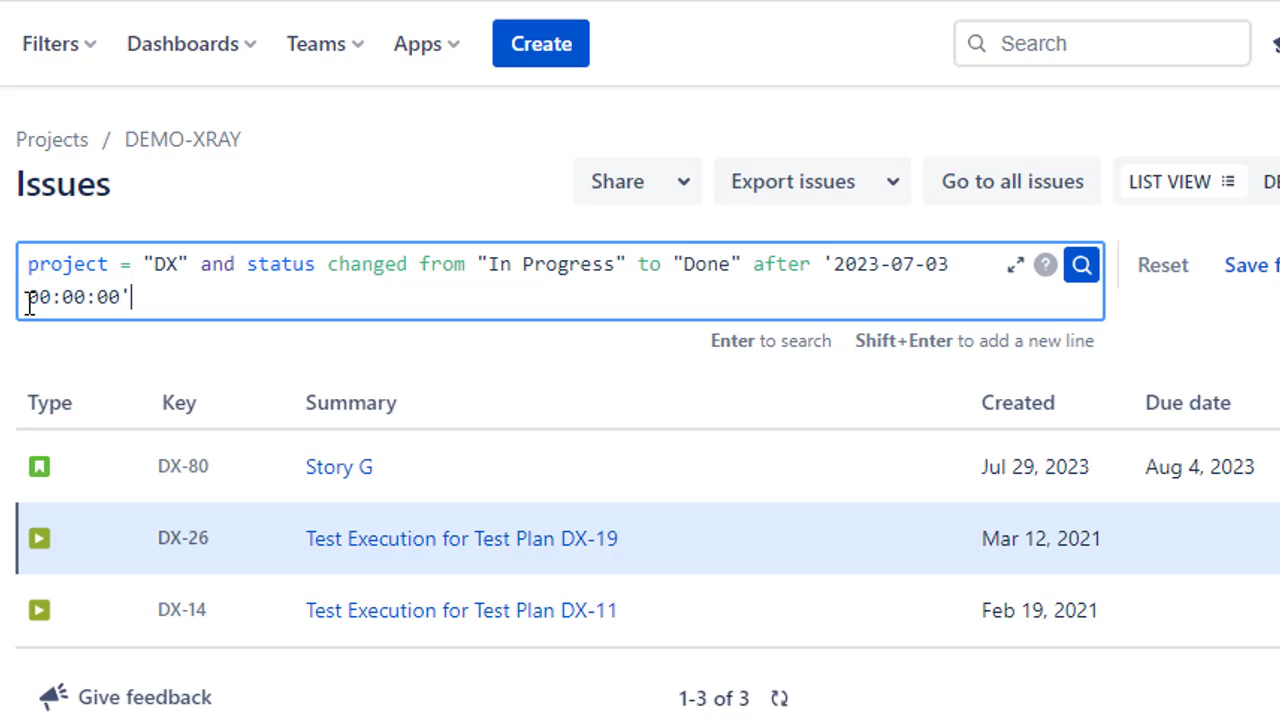 Filters Dashboards Teams Apps Create Search
Projects / DEMO-XRAY
Issues Share Export issues Go to all issues LIST VIEW
project = "DX" and status changed from "In Progress" to "Done" after '2023-07-03
00:00:00' Reset Save f
Enter to search Shift+Enter to add a new line
Type Key Summary Created Due date
DX-80 Story G Jul 29, 2023 Aug 4, 2023
DX-26 Test Execution for Test Plan DX-19 Mar 12, 2021
DX-14 Test Execution for Test Plan DX-11 Feb 19, 2021
Give feedback 1-3 of 3